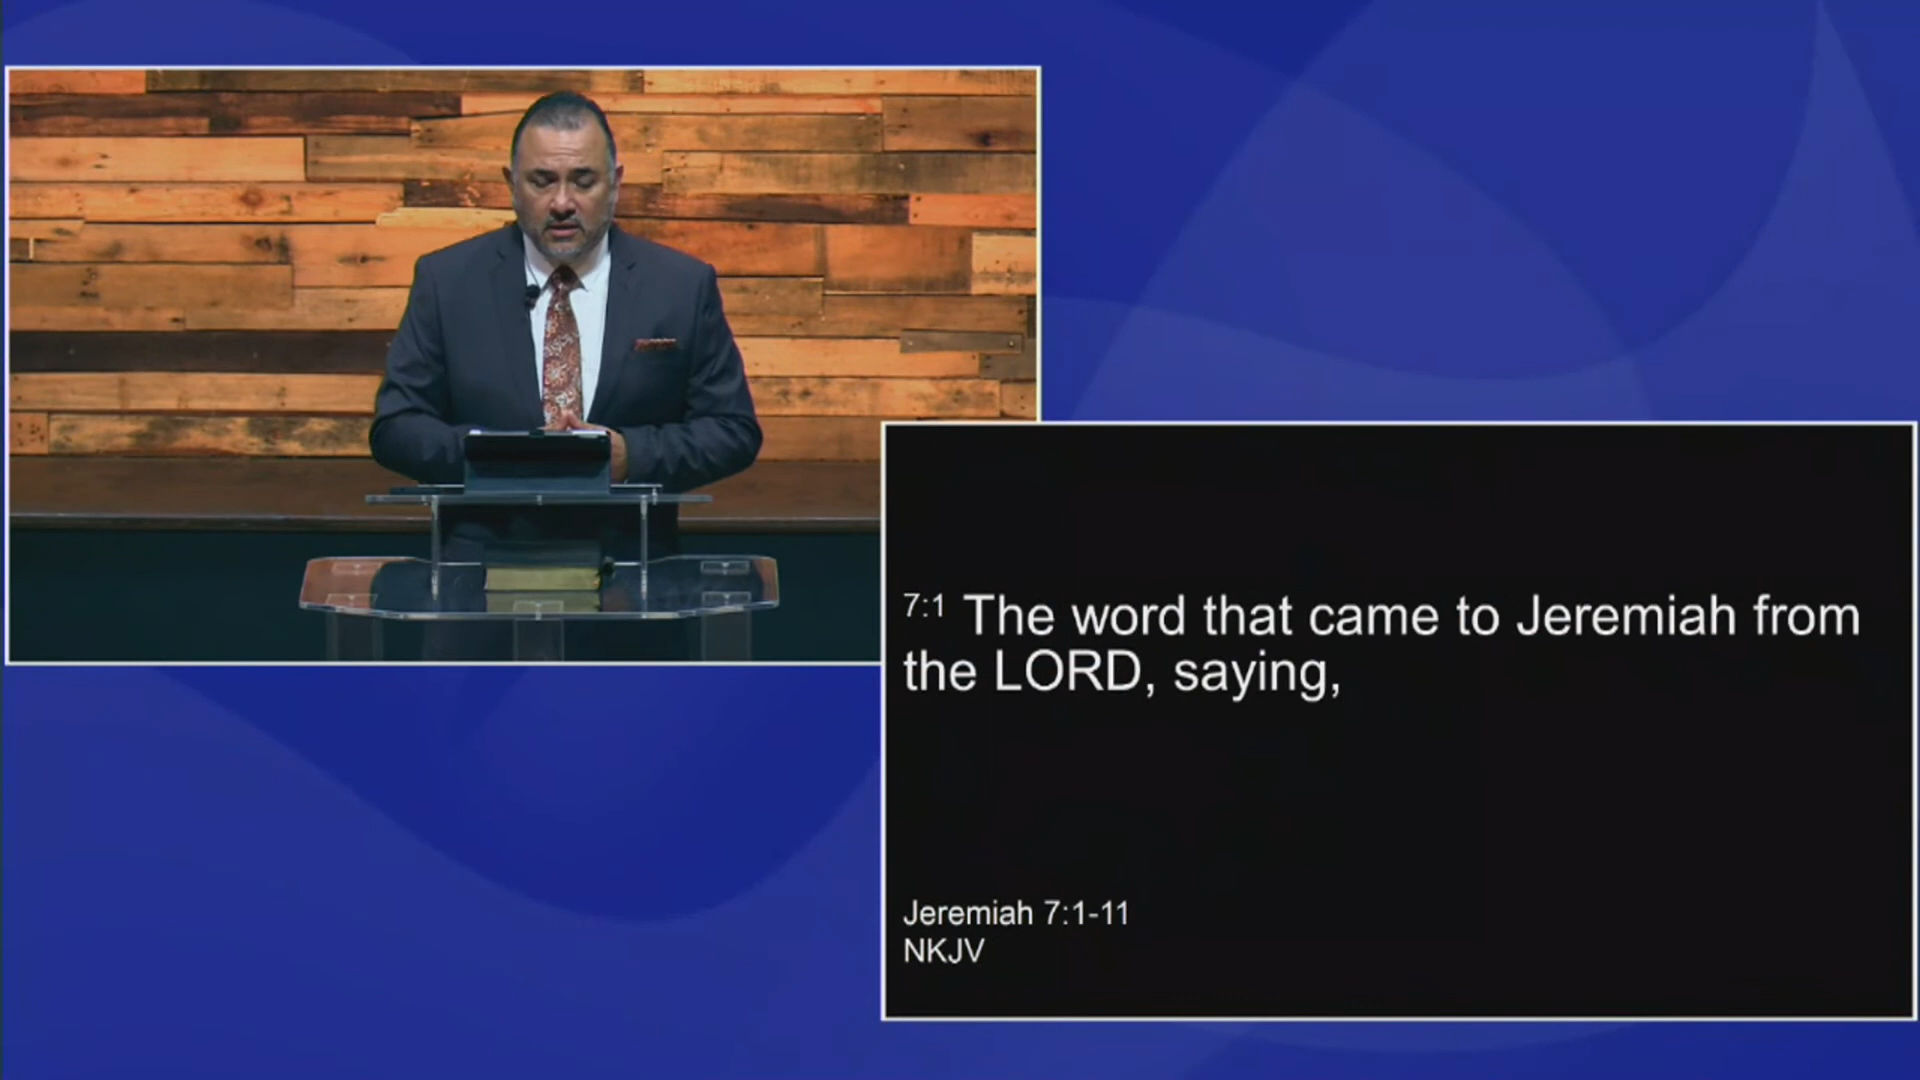 7:1 The word that came to Jeremiah from
the LORD, saying,
Jeremiah 7:1-11
NKJV